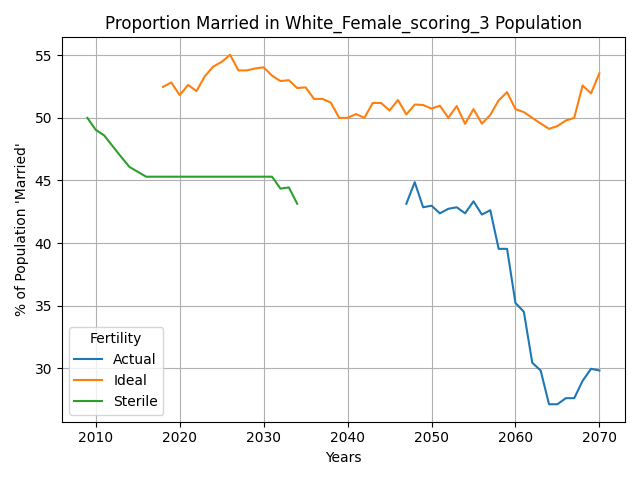 Proportion Married in White_Female_scoring_3 Population
% of Population 'Married'
55
50
45
40
35
30
Fertility
Actual
Ideal
Sterile
2010 2020 2030 2040 2050 2060 2070
Years